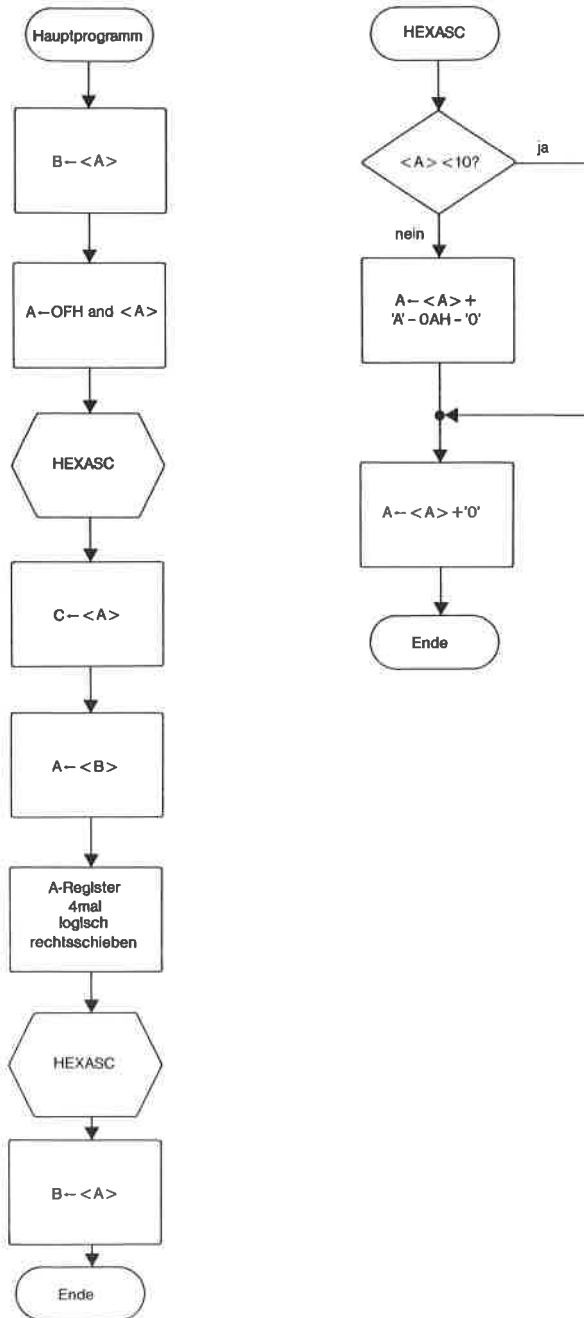 Hauptprogramm
B←<A>
A←OFH and <A>
HEXASC
C←<A>
A←<B>
A-Register
4mal
logisch
rechtsschieben
HEXASC
B←<A>
Ende
HEXASC
<A> <10?
ja
nein
A←<A>+
'A'-OAH-'0'
A←<A>+'0'
Ende